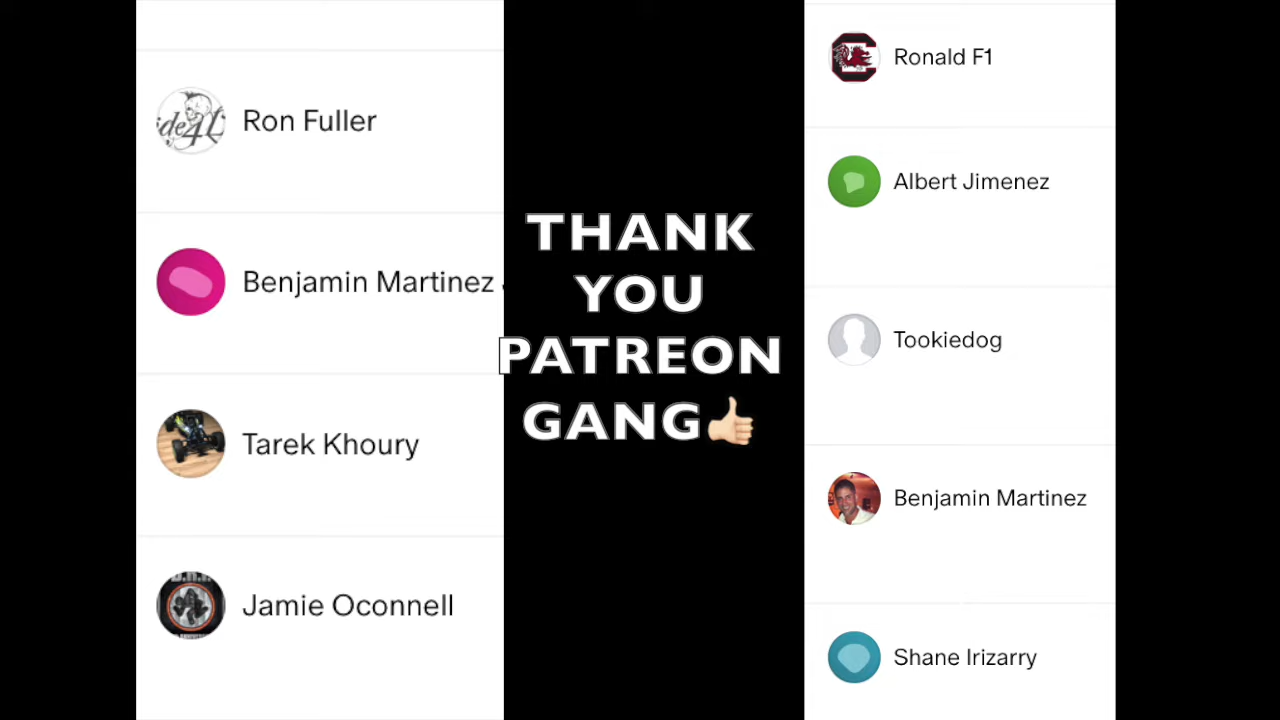 Ron Fuller
Benjamin Martinez
Tarek Khoury
Jamie Oconnell
THANK
YOU
PATREON
GANG👍🏻
Ronald F1
Albert Jimenez
Tookiedog
Benjamin Martinez
Shane Irizarry